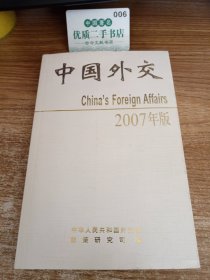 006
优质二手书店
中国外交
China's Foreign Affairs
2007年版
中华人民共和国外交部
政策研究司